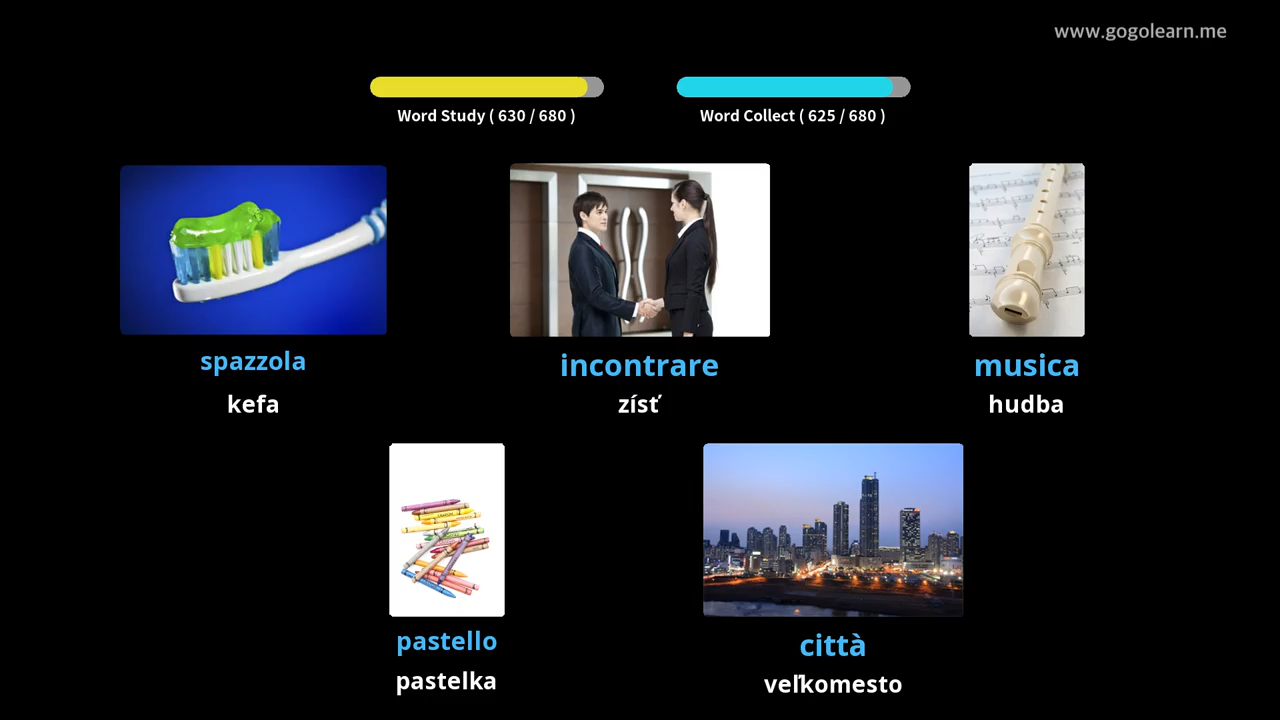 www.gogolearn.me
Word Study ( 630 / 680 )
Word Collect ( 625 / 680 )
spazzola
kefa
incontrare
zísť
musica
hudba
pastello
pastelka
città
veľkomesto